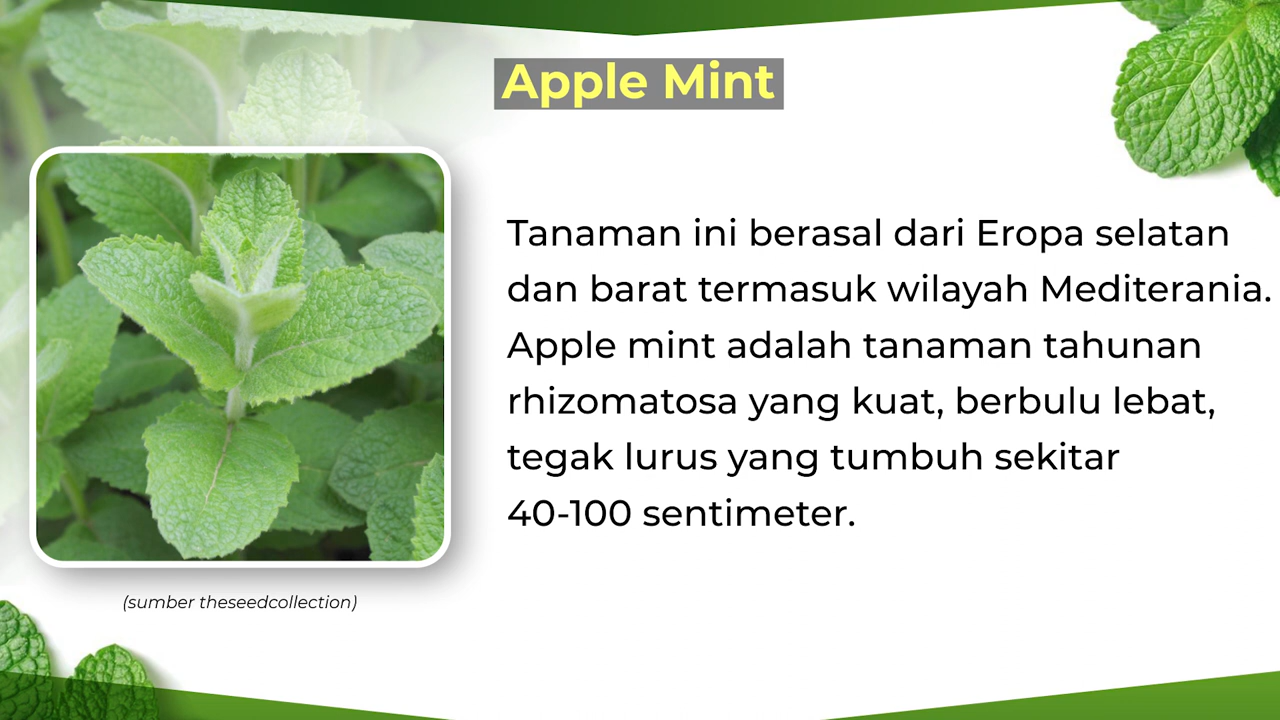 Apple Mint
Tanaman ini berasal dari Eropa selatan
dan barat termasuk wilayah Mediterania.
Apple mint adalah tanaman tahunan
rhizomatosa yang kuat, berbulu lebat,
tegak lurus yang tumbuh sekitar
40-100 sentimeter.
(sumber theseedcollection)